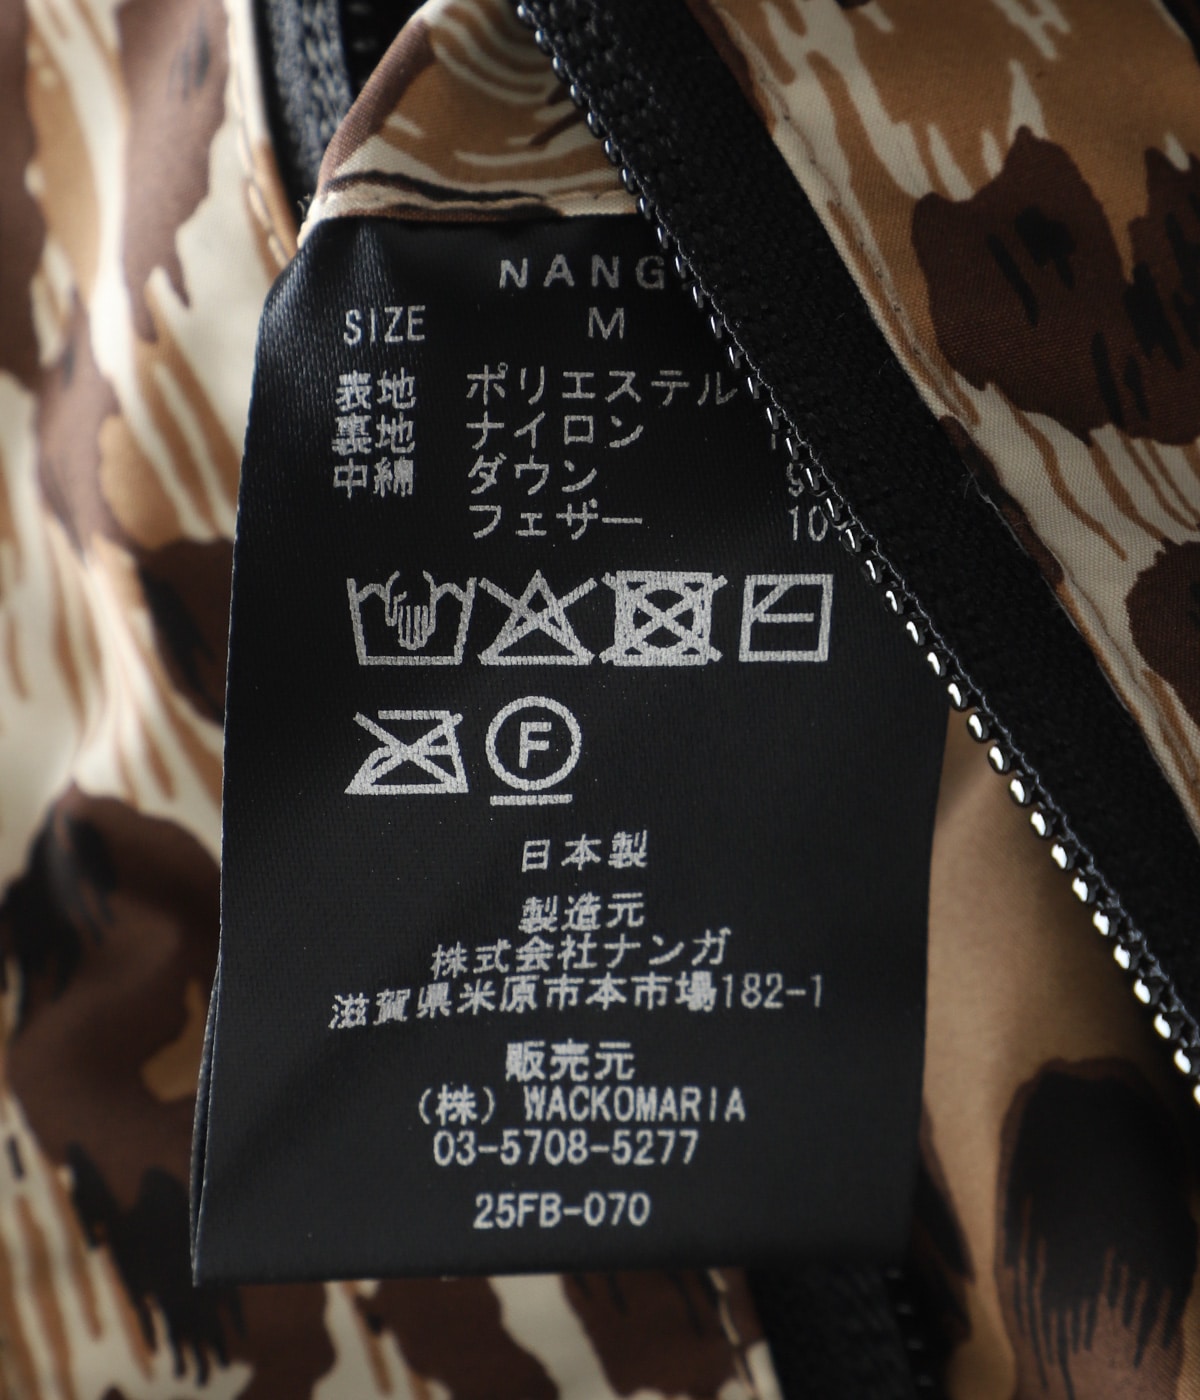 NANG
SIZE M
表地 ポリエステル
裏地 ナイロン
中綿 ダウン 9
フェザー 10
F
日本製
製造元
株式会社ナンガ
滋賀県米原市本市場182-1
販売元
(株) WACKOMARIA
03-5708-5277
25FB-070